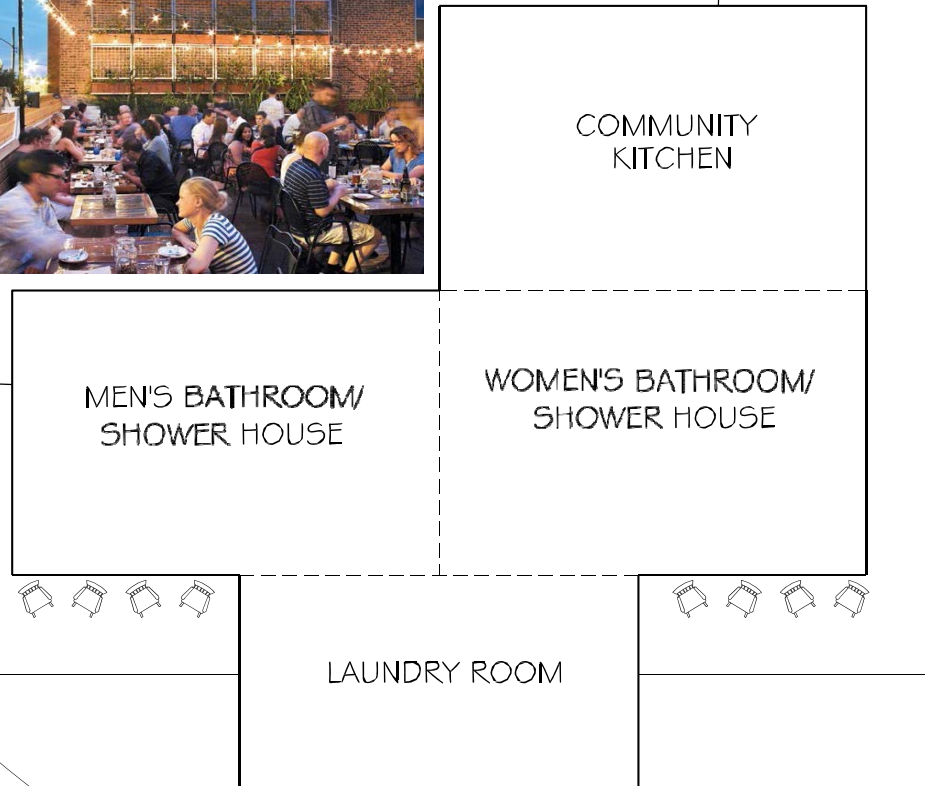 COMMUNITY
KITCHEN
MEN'S BATHROOM/
SHOWER HOUSE
WOMEN'S BATHROOM/
SHOWER HOUSE
LAUNDRY ROOM